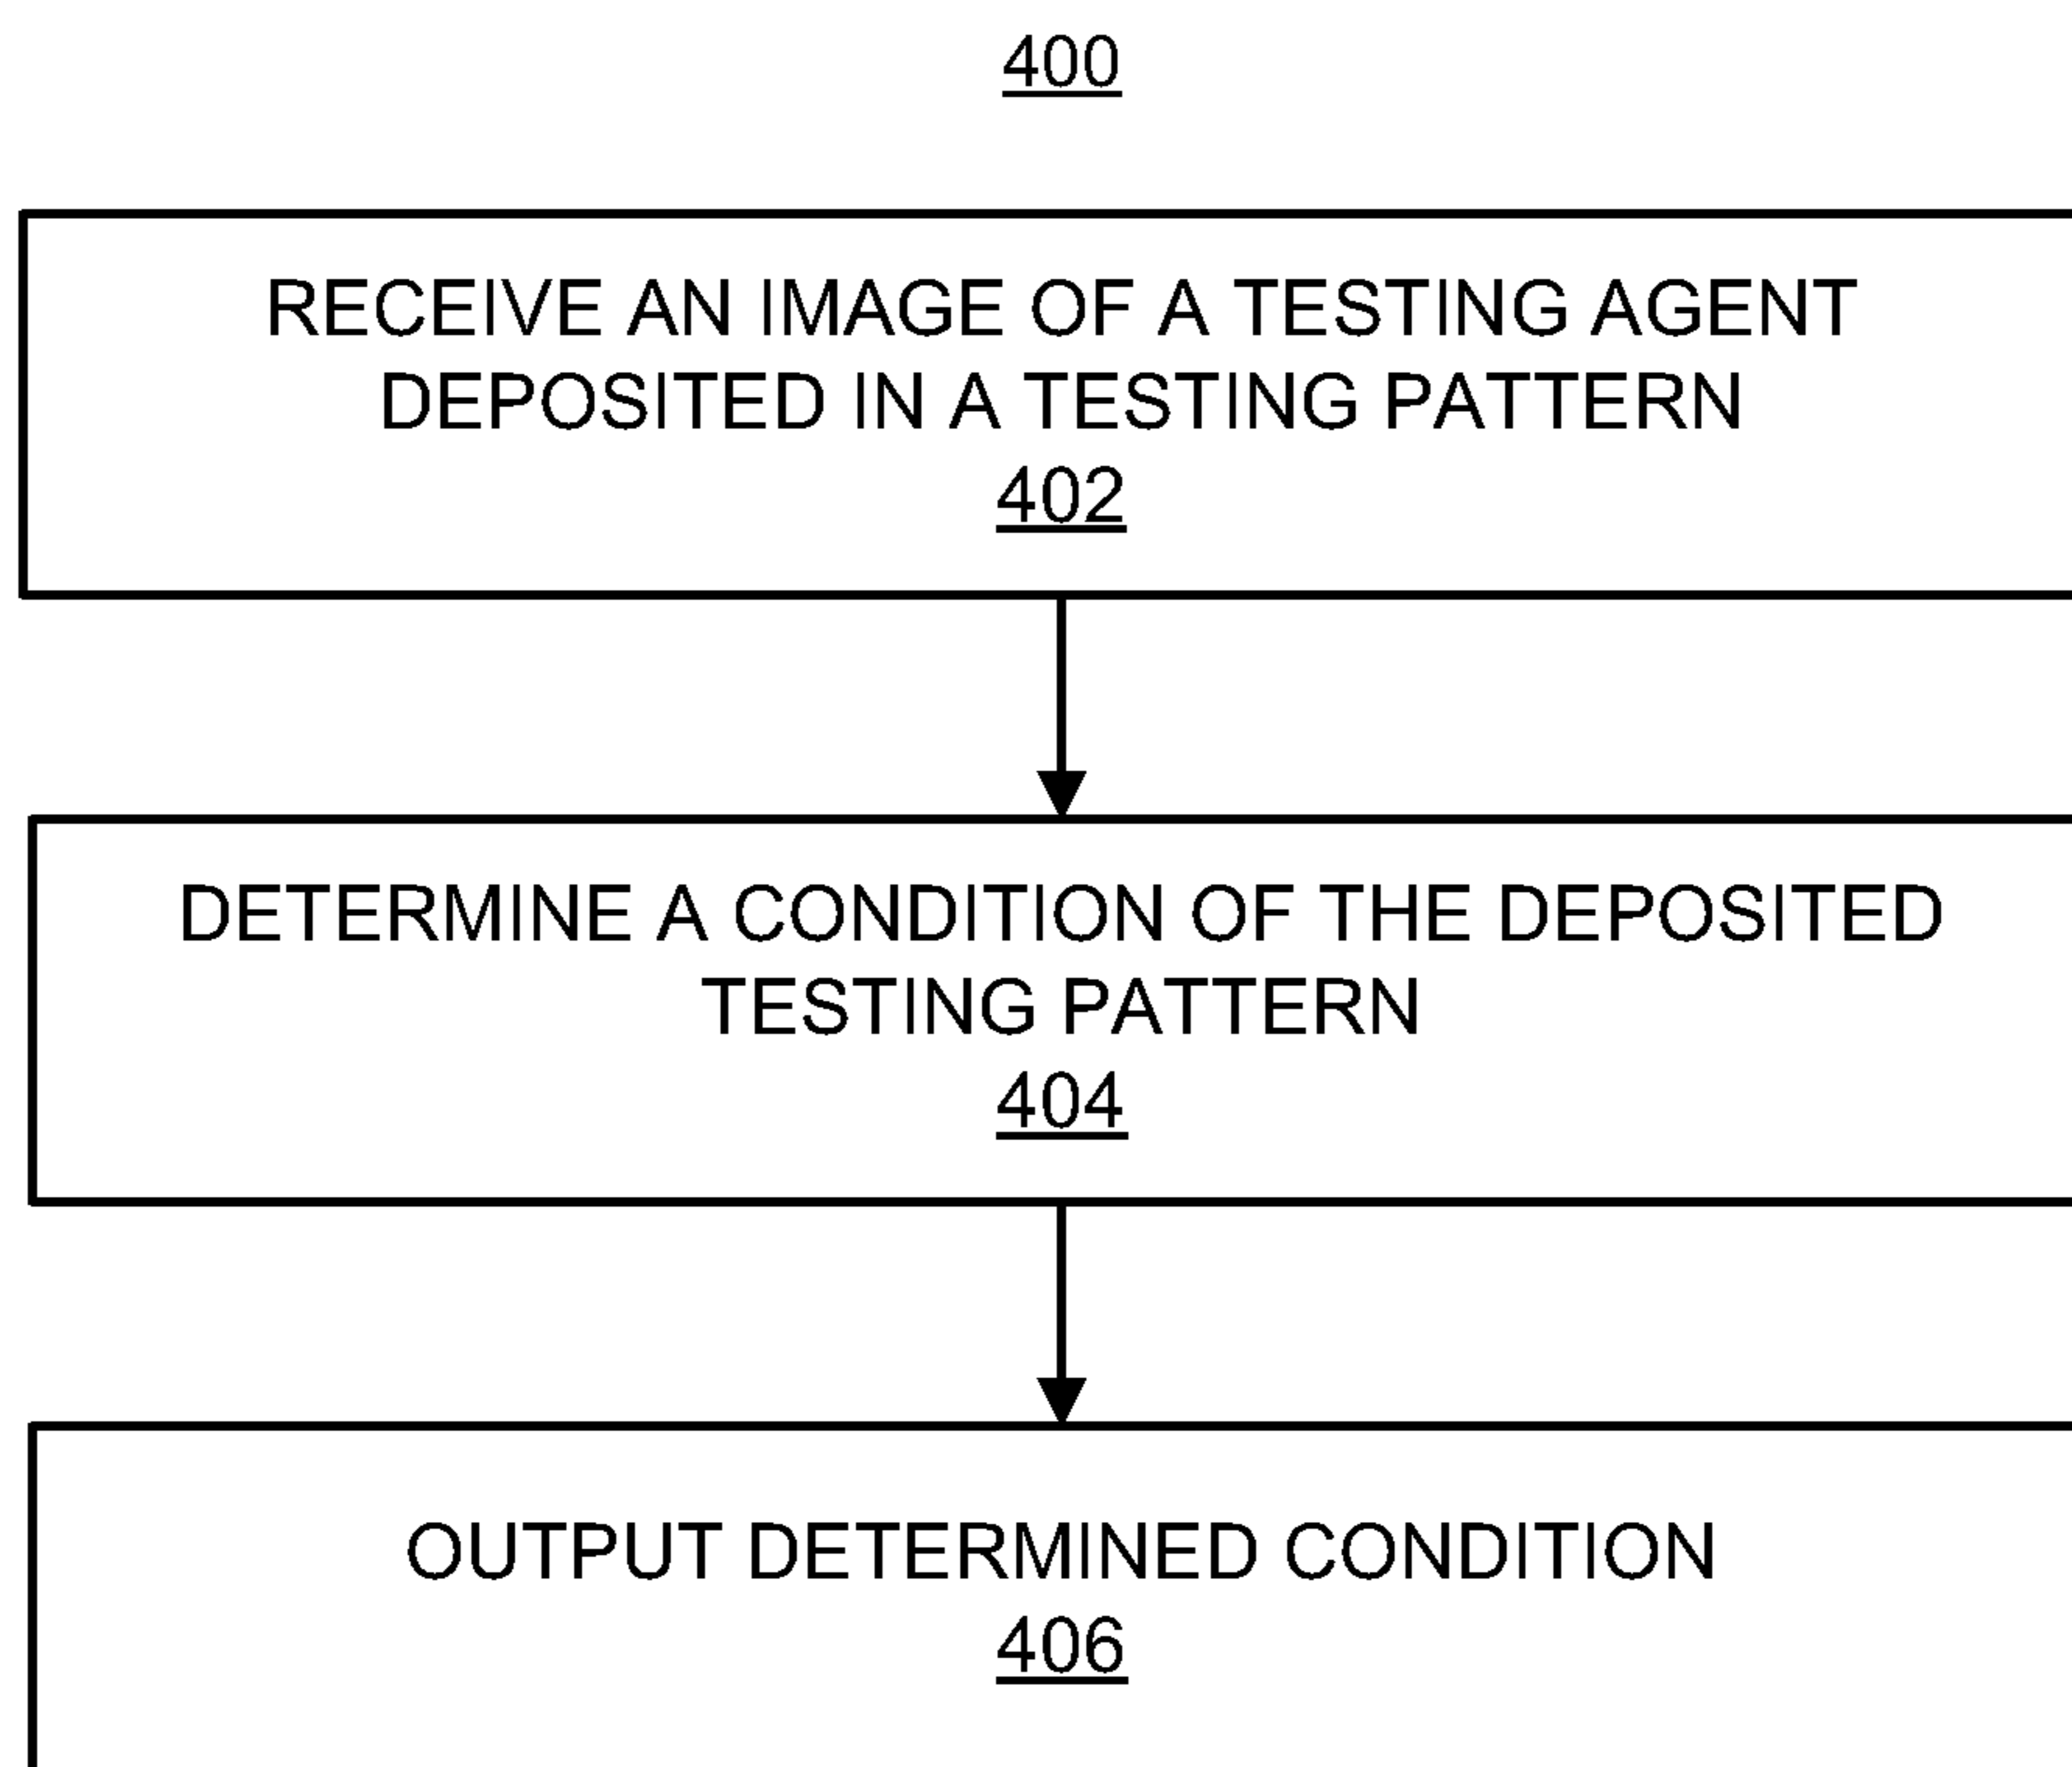 400
RECEIVE AN IMAGE OF A TESTING AGENT
DEPOSITED IN A TESTING PATTERN
402
DETERMINE A CONDITION OF THE DEPOSITED
TESTING PATTERN
404
OUTPUT DETERMINED CONDITION
406